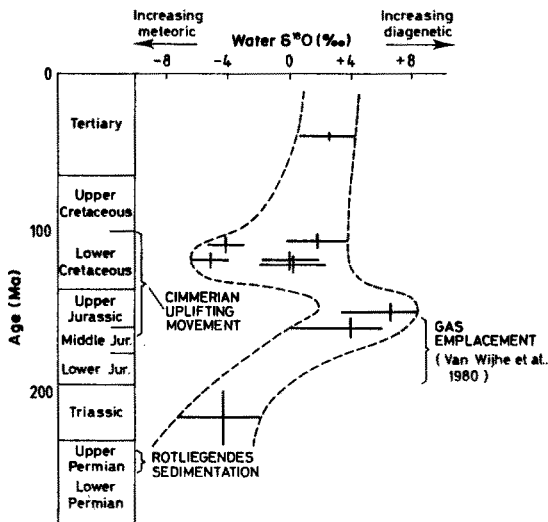 Increasing
meteoric
Water δ¹⁸O (‰)
Increasing
diagenetic
-8
-4
0
+4
+8
0
100
200
Age (Ma)
Tertiary
Upper
Cretaceous
Lower
Cretaceous
Upper
Jurassic
Middle Jur.
Lower Jur.
Triassic
Upper
Permian
Lower
Permian
CIMMERIAN
UPLIFTING
MOVEMENT
GAS
EMPLACEMENT
(Van Wijhe et al..
1980)
ROTLIEGENDES
SEDIMENTATION